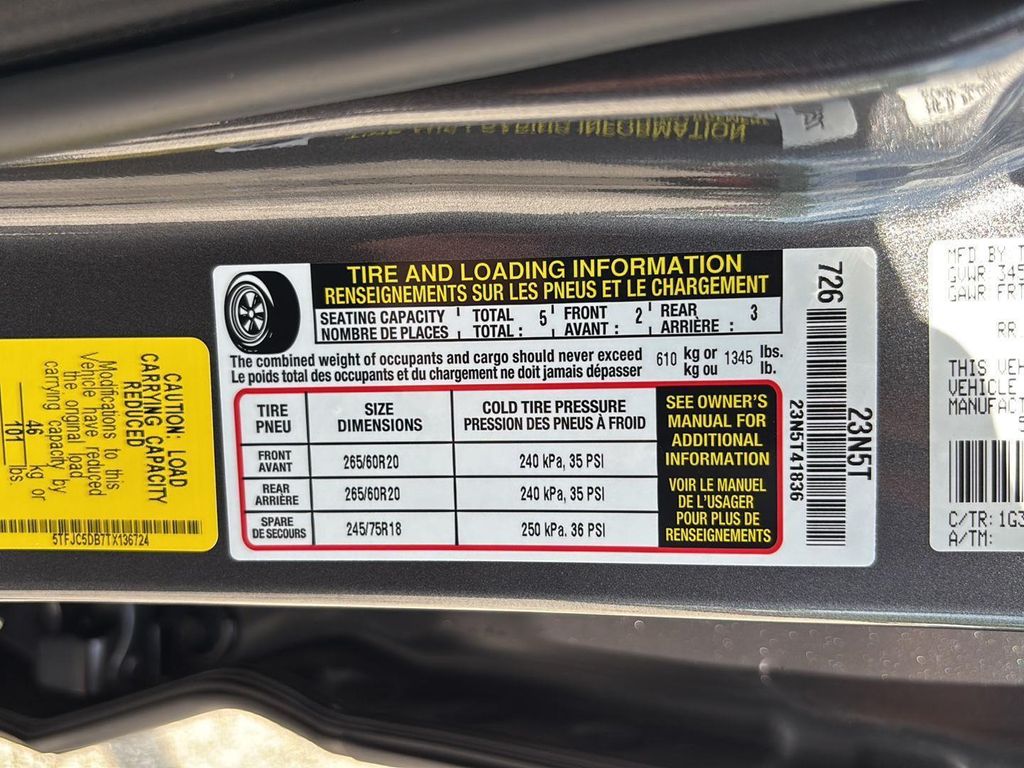 TIRE AND LOADING INFORMATION
RENSEIGNEMENTS SUR LES PNEUS ET LE CHARGEMENT
SEATING CAPACITY TOTAL 5 FRONT 2 REAR 3
NOMBRE DE PLACES TOTAL : AVANT : ARRIÈRE :
The combined weight of occupants and cargo should never exceed 610 kg or 1345 lbs.
Le poids total des occupants et du chargement ne doit jamais dépasser kg ou lb.
TIRE SIZE COLD TIRE PRESSURE
PNEU DIMENSIONS PRESSION DES PNEUS À FROID
FRONT
AVANT 265/60R20 240 kPa, 35 PSI
REAR
ARRIÈRE 265/60R20 240 kPa, 35 PSI
SPARE
DE SECOURS 245/75R18 250 kPa. 36 PSI
SEE OWNER'S
MANUAL FOR
ADDITIONAL
INFORMATION
VOIR LE MANUEL
DE L'USAGER
POUR PLUS DE
RENSEIGNEMENTS
726
23N5T
23N5T41836
CAUTION: LOAD
CARRYING CAPACITY
REDUCED
Modifications to this
Vehicle have reduced
the original load
carrying capacity by
46 kg or
101 lbs
5TFJC5DB7TX136724
MFD BY T
GVWR 345
GAWR FRT
RR
THIS VEH
VEHICLE
MANUFACT
C/TR: 1G3
A/TM: